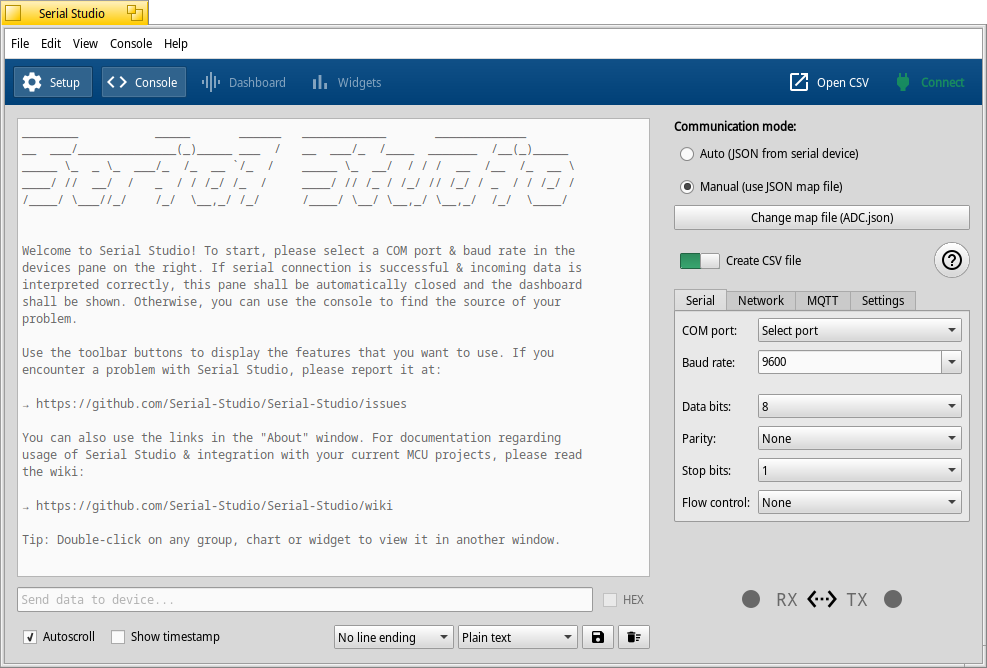 Serial Studio
File Edit View Console Help
Setup Console Dashboard Widgets Open CSV Connect
Welcome to Serial Studio! To start, please select a COM port & baud rate in the
devices pane on the right. If serial connection is successful & incoming data is
interpreted correctly, this pane shall be automatically closed and the dashboard
shall be shown. Otherwise, you can use the console to find the source of your
problem.
Use the toolbar buttons to display the features that you want to use. If you
encounter a problem with Serial Studio, please report it at:
→ https://github.com/Serial-Studio/Serial-Studio/issues
You can also use the links in the "About" window. For documentation regarding
usage of Serial Studio & integration with your current MCU projects, please read
the wiki:
→ https://github.com/Serial-Studio/Serial-Studio/wiki
Tip: Double-click on any group, chart or widget to view it in another window.
Send data to device...
HEX
Autoscroll
Show timestamp
No line ending
Plain text
Communication mode:
Auto (JSON from serial device)
Manual (use JSON map file)
Change map file (ADC.json)
Create CSV file
?
Serial Network MQTT Settings
COM port: Select port
Baud rate: 9600
Data bits: 8
Parity: None
Stop bits: 1
Flow control: None
RX TX